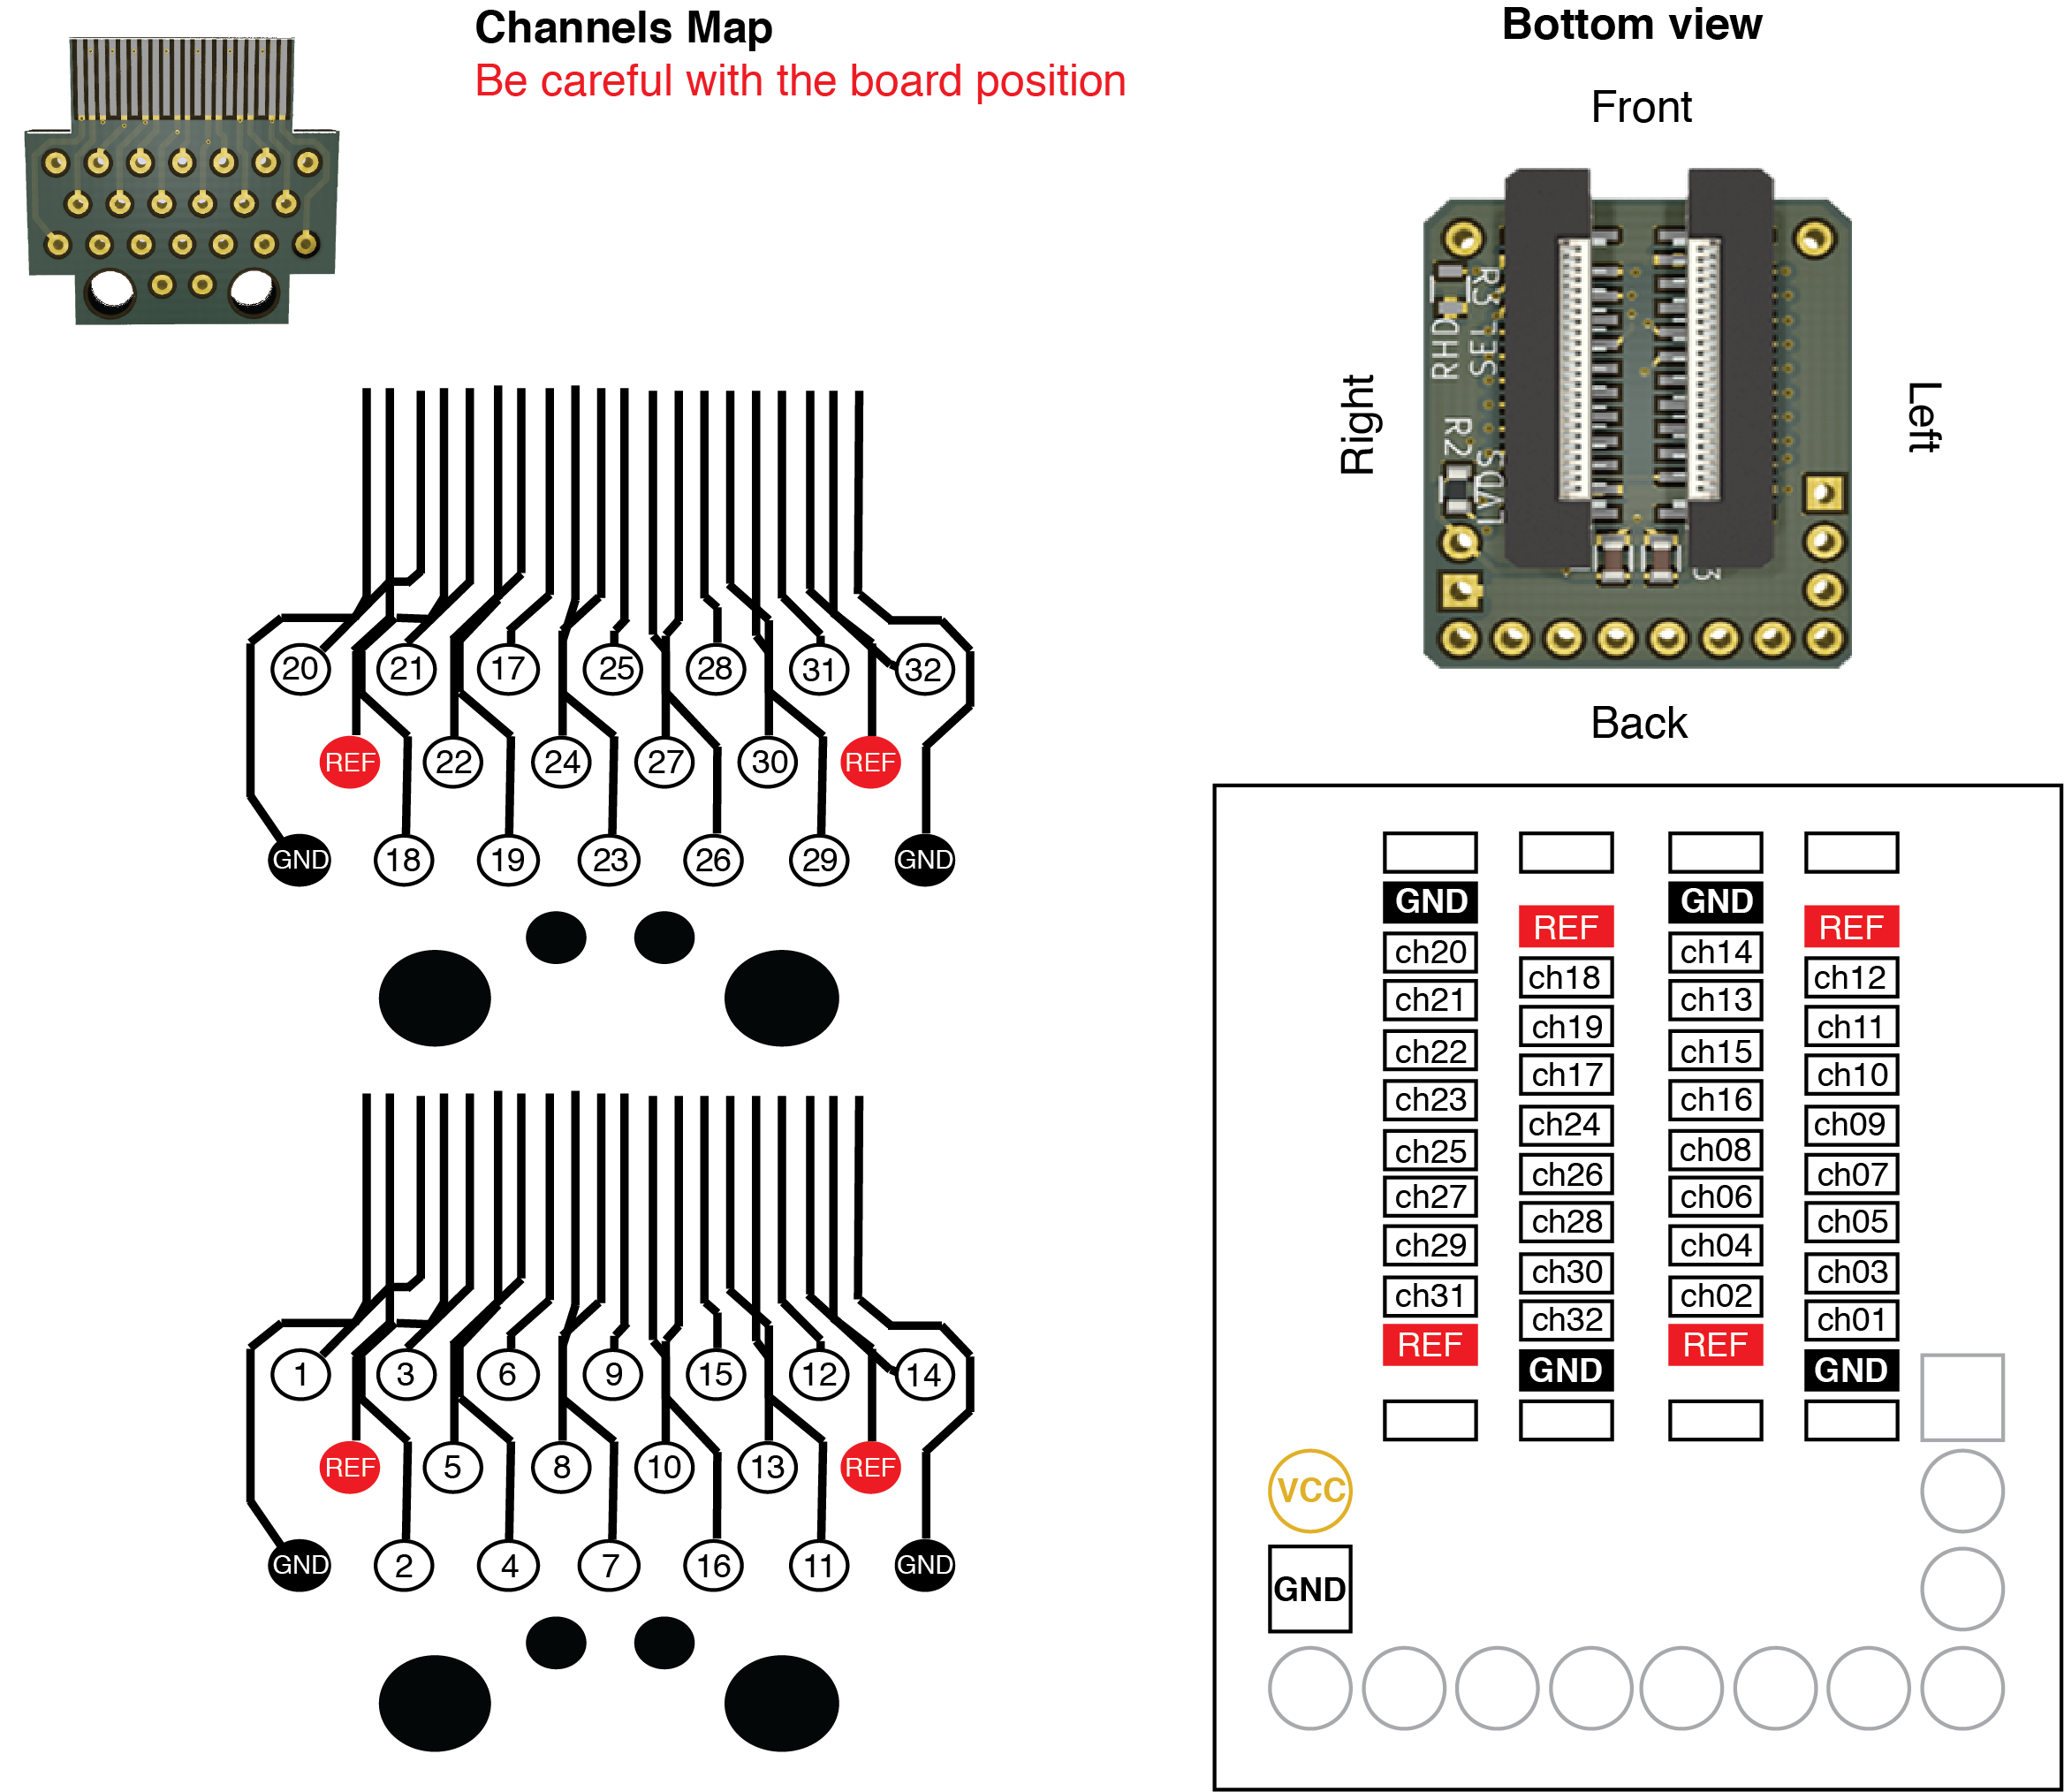 Channels Map
Be careful with the board position
20 21 17 25 28 31 32
REF 22 24 27 30 REF
GND 18 19 23 26 29 GND
1 3 6 9 15 12 14
REF 5 8 10 13 REF
GND 2 4 7 16 11 GND
Bottom view
Front
Right
Left
R3
RHD
SEL
R2
LVDS
3
Back
GND GND
REF REF
ch20 ch14
ch18 ch12
ch21 ch13
ch19 ch11
ch22 ch15
ch17 ch10
ch23 ch16
ch24 ch09
ch25 ch08
ch26 ch07
ch27 ch06
ch28 ch05
ch29 ch04
ch30 ch03
ch31 ch02
ch32 ch01
REF REF
GND GND
VCC
GND